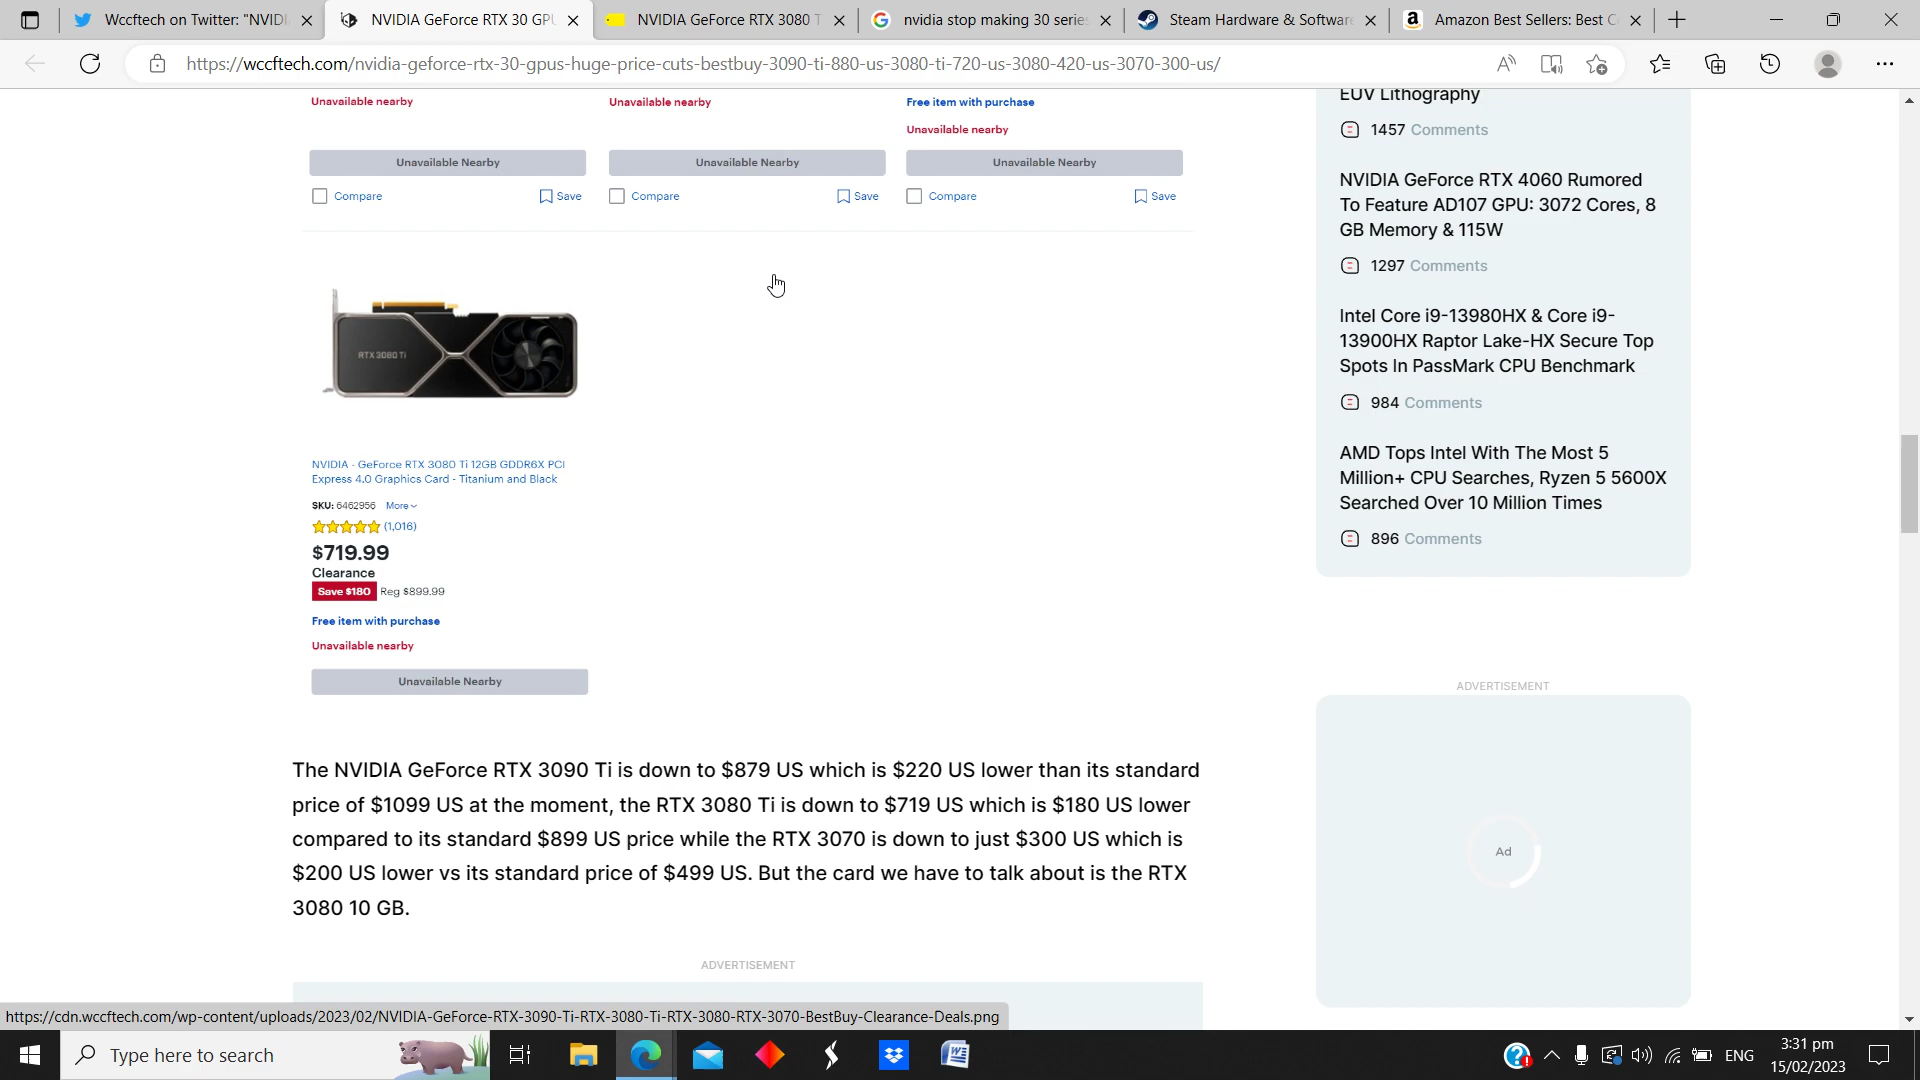 Wccftech on Twitter: "NVIDI
NVIDIA GeForce RTX 30 GPU
NVIDIA GeForce RTX 3080 T
nvidia stop making 30 series
Steam Hardware & Software
Amazon Best Sellers: Best C
https://wccftech.com/nvidia-geforce-rtx-30-gpus-huge-price-cuts-bestbuy-3090-ti-880-us-3080-ti-720-us-3080-420-us-3070-300-us/
Unavailable nearby
Unavailable nearby
Free item with purchase
Unavailable nearby
Unavailable Nearby
Unavailable Nearby
Unavailable Nearby
Compare
Save
Compare
Save
Compare
Save
RTX 3080 Ti
NVIDIA - GeForce RTX 3080 Ti 12GB GDDR6X PCI
Express 4.0 Graphics Card - Titanium and Black
SKU: 6462956 More
(1,016)
$719.99
Clearance
Save $180 Reg $899.99
Free item with purchase
Unavailable nearby
Unavailable Nearby
The NVIDIA GeForce RTX 3090 Ti is down to $879 US which is $220 US lower than its standard
price of $1099 US at the moment, the RTX 3080 Ti is down to $719 US which is $180 US lower
compared to its standard $899 US price while the RTX 3070 is down to just $300 US which is
$200 US lower vs its standard price of $499 US. But the card we have to talk about is the RTX
3080 10 GB.
ADVERTISEMENT
EUV Lithography
1457 Comments
NVIDIA GeForce RTX 4060 Rumored
To Feature AD107 GPU: 3072 Cores, 8
GB Memory & 115W
1297 Comments
Intel Core i9-13980HX & Core i9-
13900HX Raptor Lake-HX Secure Top
Spots In PassMark CPU Benchmark
984 Comments
AMD Tops Intel With The Most 5
Million+ CPU Searches, Ryzen 5 5600X
Searched Over 10 Million Times
896 Comments
ADVERTISEMENT
Ad
https://cdn.wccftech.com/wp-content/uploads/2023/02/NVIDIA-GeForce-RTX-3090-Ti-RTX-3080-Ti-RTX-3080-RTX-3070-BestBuy-Clearance-Deals.png
Type here to search
ENG
3:31 pm
15/02/2023